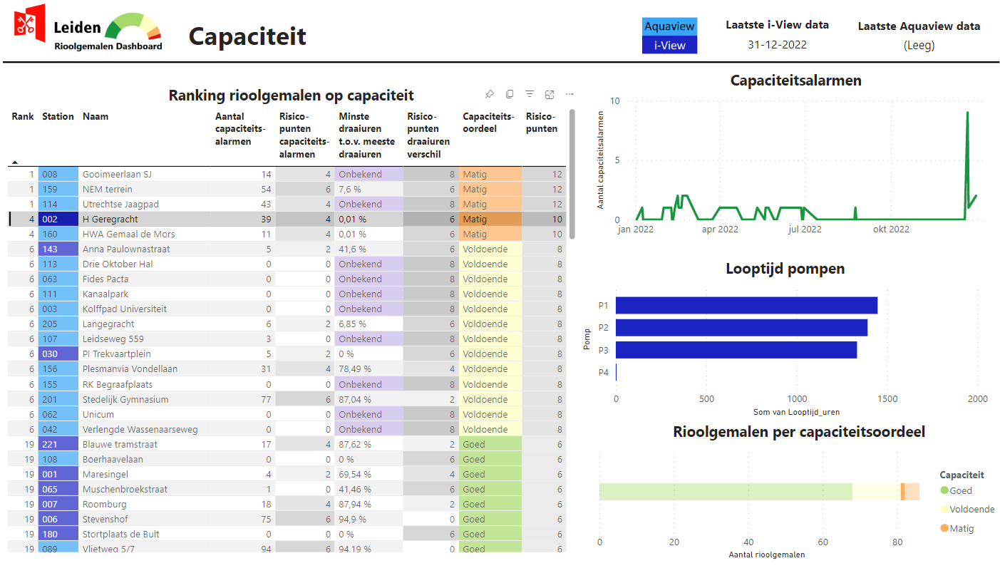 Leiden
Rioolgemalen Dashboard
Capaciteit
Aquaview
i-View
Laatste i-View data
31-12-2022
Laatste Aquaview data
(Leeg)
Ranking rioolgemalen op capaciteit
Rank Station Naam Aantal capaciteits-alarmen Risico-punten capaciteits-alarmen Minste draaiuren t.o.v. meeste draaiuren Risico-punten draaiuren verschil Capaciteits-oordeel Risico-punten
1 008 Gooimeerlaan SJ 14 4 Onbekend 8 Matig 12
1 159 NEM terrein 54 6 7,6 % 6 Matig 12
1 114 Utrechtse Jaagpad 43 4 Onbekend 8 Matig 12
4 002 H Geregracht 39 4 0,01 % 6 Matig 10
4 160 HWA Gemaal de Mors 11 4 0,01 % 6 Matig 10
6 143 Anna Paulownastraat 5 2 41,6 % 6 Voldoende 8
6 113 Drie Oktober Hal 0 0 Onbekend 8 Voldoende 8
6 063 Fides Pacta 0 0 Onbekend 8 Voldoende 8
6 111 Kanaalpark 0 0 Onbekend 8 Voldoende 8
6 003 Kolffpad Universiteit 0 0 Onbekend 8 Voldoende 8
6 205 Langegracht 6 2 6,85 % 6 Voldoende 8
6 107 Leidseweg 559 3 0 Onbekend 8 Voldoende 8
6 030 PI Trekvaartplein 5 2 0 % 6 Voldoende 8
6 156 Plesmanvia Vondellaan 31 4 78,49 % 4 Voldoende 8
6 155 RK Begraafplaats 0 0 Onbekend 8 Voldoende 8
6 201 Stedelijk Gymnasium 77 6 87,04 % 2 Voldoende 8
6 062 Unicum 0 0 Onbekend 8 Voldoende 8
6 042 Verlengde Wassenaarseweg 0 0 Onbekend 8 Voldoende 8
19 221 Blauwe tramstraat 17 4 87,62 % 2 Goed 6
19 108 Boerhaavelaan 0 0 0 % 6 Goed 6
19 001 Maresingel 4 2 69,54 % 4 Goed 6
19 065 Muschenbroekstraat 1 0 41,46 % 6 Goed 6
19 007 Roomburg 18 4 87,94 % 2 Goed 6
19 006 Stevenshof 75 6 94,9 % 0 Goed 6
19 180 Stortplaats de Bult 0 0 0 % 6 Goed 6
19 089 Vlietweg 5/7 94 6 94,19 % 0 Goed 6
Capaciteitsalarmen
Aantal capaciteitsalarmen
10
5
0
jan 2022 apr 2022 jul 2022 okt 2022
Looptijd pompen
Pomp
P1
P2
P3
P4
0 500 1000 1500 2000
Som van Looptijd_uren
Rioolgemalen per capaciteitsoordeel
Capaciteit
Goed
Voldoende
Matig
0 20 40 60 80
Aantal rioolgemalen